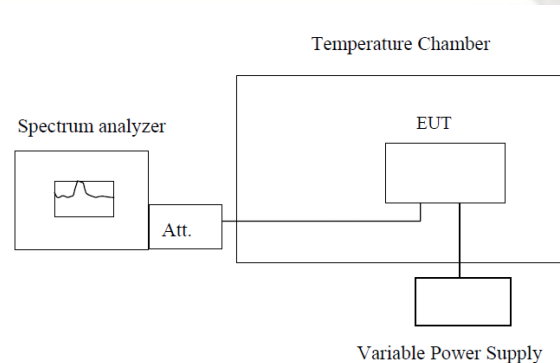 Temperature Chamber
Spectrum analyzer
EUT
Att.
Variable Power Supply